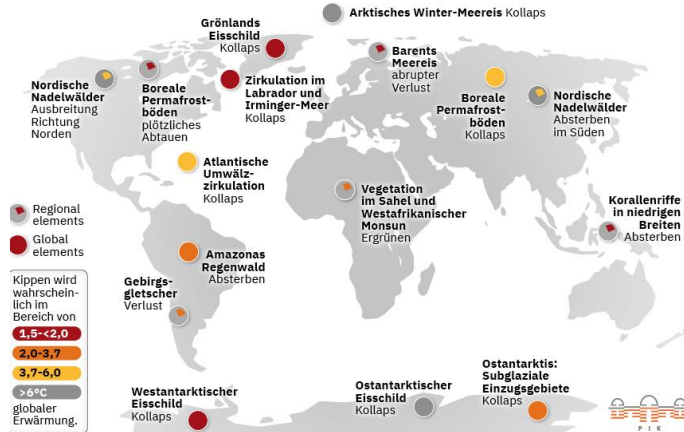 Arktisches Winter-Meereis Kollaps
Grönlands
Eisschild
Kollaps
Barents
Meereis
abrupter
Verlust
Nordische
Nadelwälder
Ausbreitung
Richtung
Norden
Boreale
Permafrost-
böden
plötzliches
Abtauen
Zirkulation im
Labrador und
Irminger-Meer
Kollaps
Boreale
Permafrost-
böden
Kollaps
Nordische
Nadelwälder
Absterben
im Süden
Atlantische
Umwälz-
zirkulation
Kollaps
Vegetation
im Sahel und
Westafrikanischer
Monsun
Ergrünen
Korallenriffe
in niedrigen
Breiten
Absterben
Regional
elements
Global
elements
Amazonas
Regenwald
Absterben
Gebirgs-
gletscher
Verlust
Kippen wird
wahrschein-
lich im
Bereich von
1,5-<2,0
2,0-3,7
3,7-6,0
>6°C
globaler
Erwärmung.
Westantarktischer
Eisschild
Kollaps
Ostantarktischer
Eisschild
Kollaps
Ostantarktis:
Subglaziale
Einzugsgebiete
Kollaps
PIK